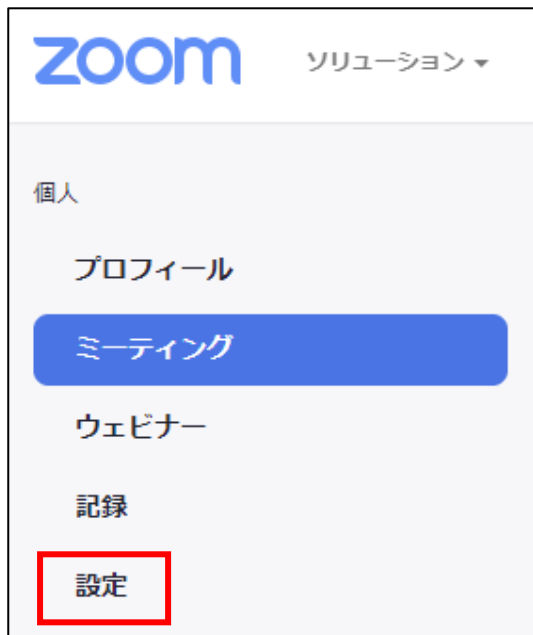 zoom ソリューション
個人
プロフィール
ミーティング
ウェビナー
記録
設定